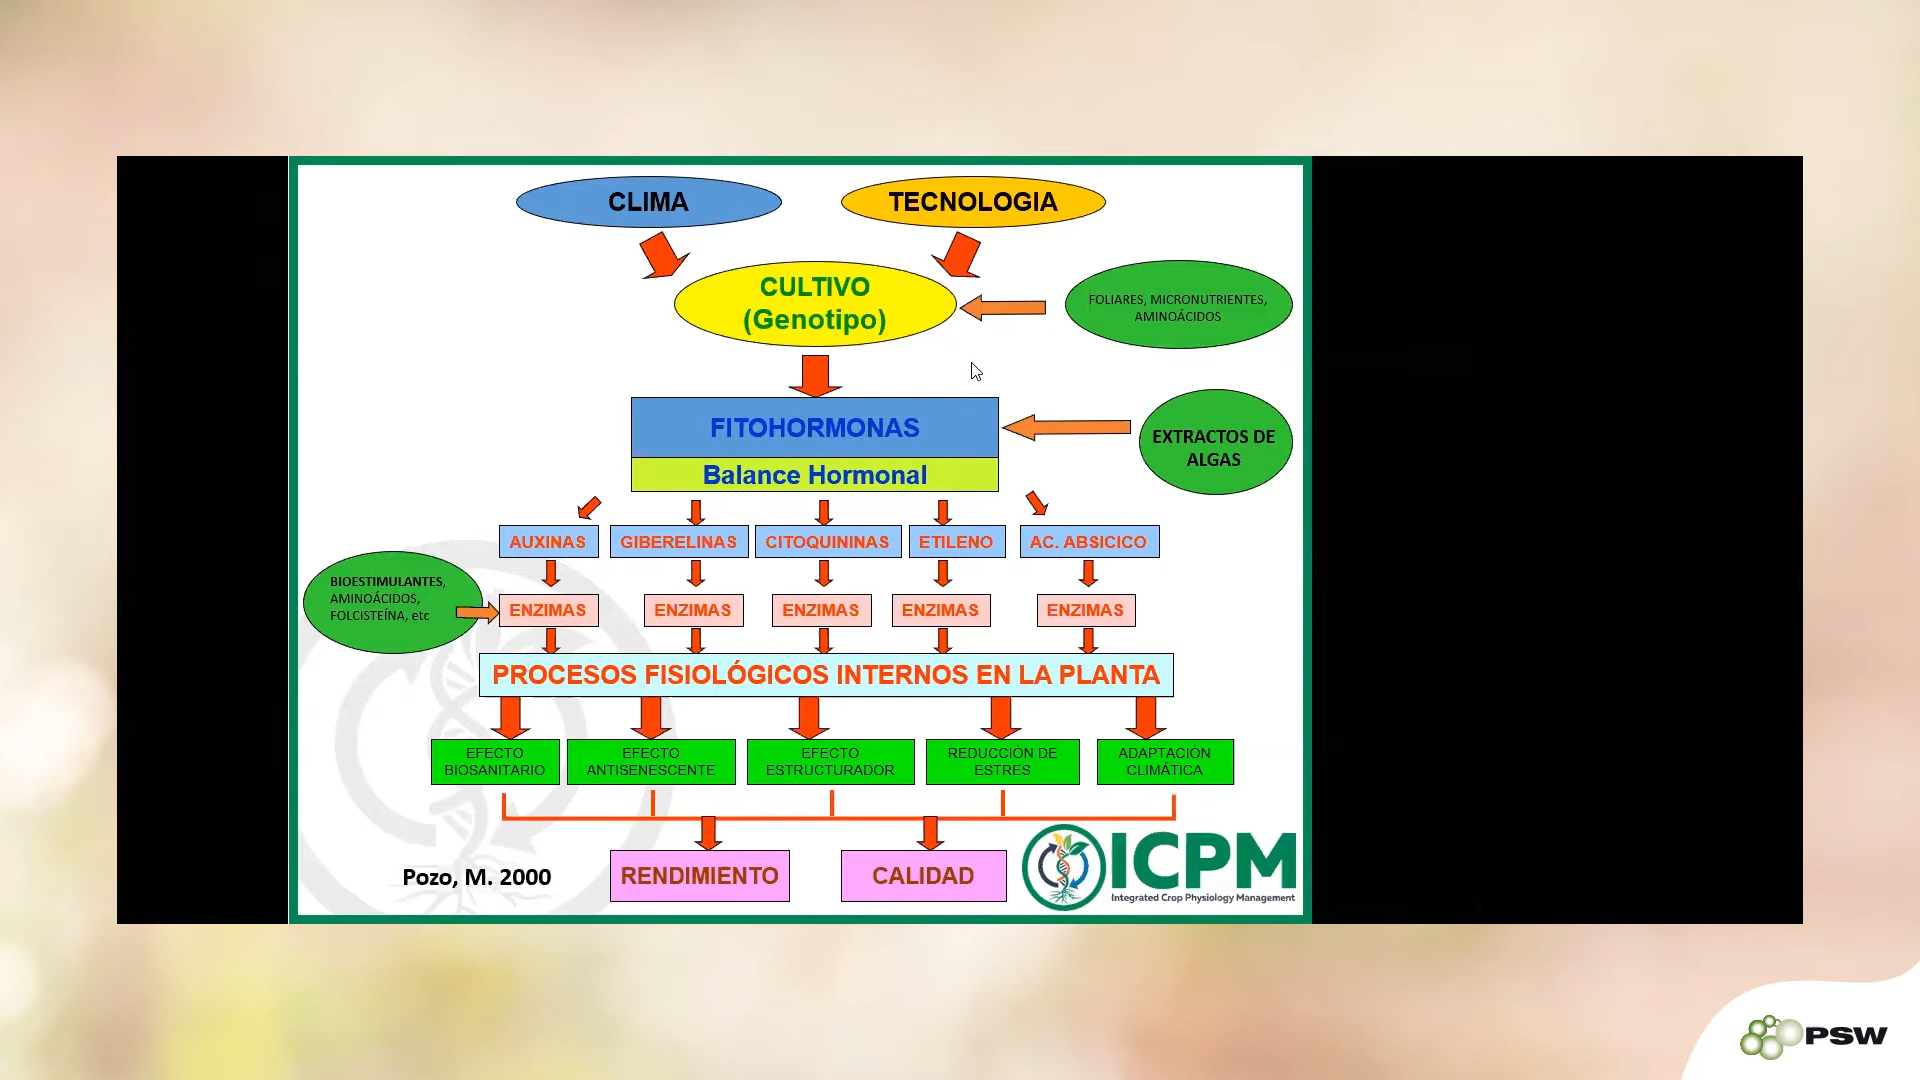 CLIMA
TECNOLOGIA
CULTIVO
(Genotipo)
FOLIARES, MICRONUTRIENTES,
AMINOÁCIDOS
FITOHORMONAS
Balance Hormonal
EXTRACTOS DE
ALGAS
AUXINAS
GIBERELINAS
CITOQUININAS
ETILENO
AC. ABSICICO
BIOESTIMULANTES,
AMINOÁCIDOS,
FOLCISTEÍNA, etc
ENZIMAS
ENZIMAS
ENZIMAS
ENZIMAS
ENZIMAS
PROCESOS FISIOLÓGICOS INTERNOS EN LA PLANTA
EFECTO
BIOSANITARIO
EFECTO
ANTISENESCENTE
EFECTO
ESTRUCTURADOR
REDUCCIÓN DE
ESTRES
ADAPTACIÓN
CLIMÁTICA
Pozo, M. 2000
RENDIMIENTO
CALIDAD
ICPM
Integrated Crop Physiology Management
PSW